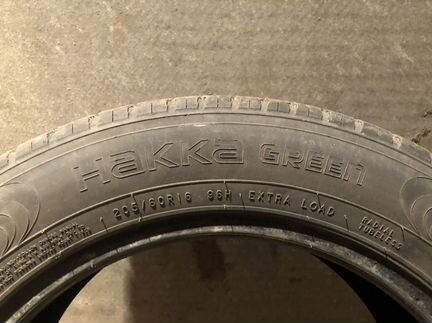 Hakka GREEN
205/60R16 96H EXTRA LOAD
RADIAL
TUBELESS